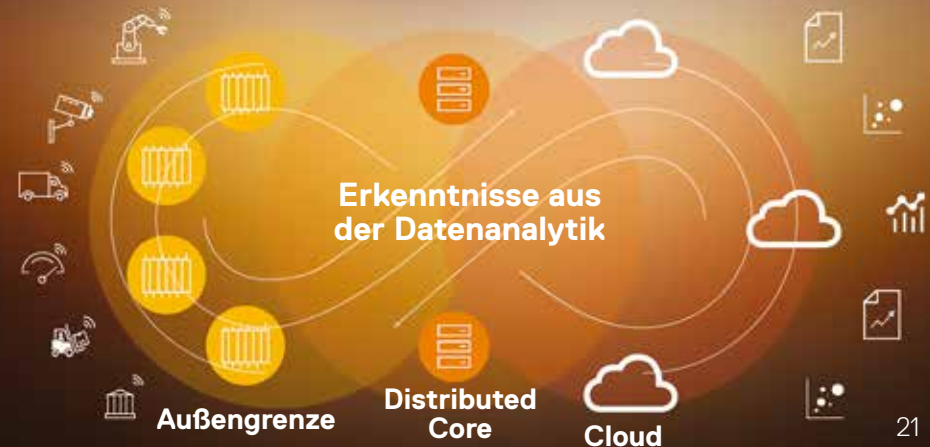 Erkenntnisse aus
der Datenanalytik
Außengrenze
Distributed
Core
Cloud
21